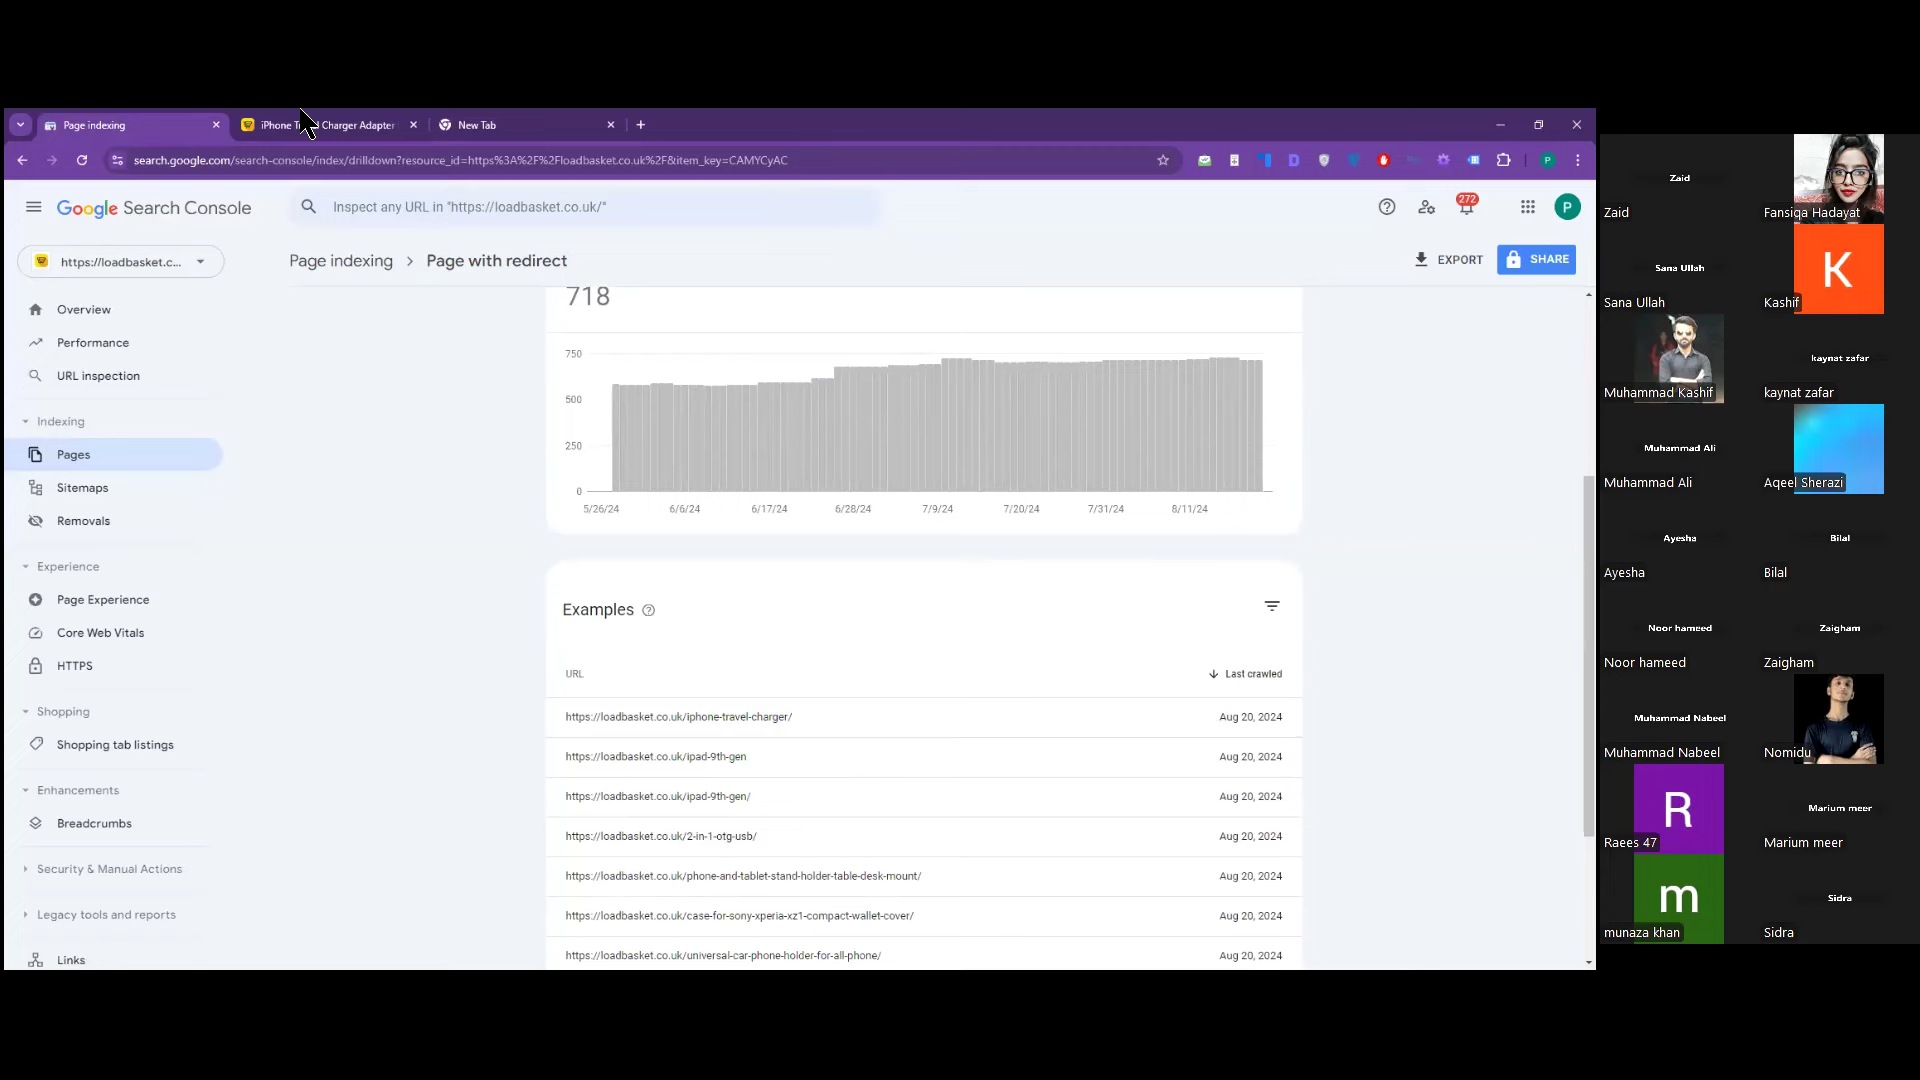 Page indexing
iPhone T
l Charger Adapter
New Tab
search.google.com/search-console/index/drilldown?resource_id=https%3A%2F%2Floadbasket.co.uk%2F&item_key=CAMYCyAC
P
Google Search Console
Inspect any URL in "https://loadbasket.co.uk/"
272
P
https://loadbasket.c...
Page indexing
Page with redirect
EXPORT
SHARE
Overview
Performance
URL inspection
Indexing
Pages
Sitemaps
Removals
Experience
Page Experience
Core Web Vitals
HTTPS
Shopping
Shopping tab listings
Enhancements
Breadcrumbs
Security & Manual Actions
Legacy tools and reports
Links
718
750
500
250
0
5/26/24
6/6/24
6/17/24
6/28/24
7/9/24
7/20/24
7/31/24
8/11/24
Examples
URL
Last crawled
https://loadbasket.co.uk/iphone-travel-charger/
Aug 20, 2024
https://loadbasket.co.uk/ipad-9th-gen
Aug 20, 2024
https://loadbasket.co.uk/ipad-9th-gen/
Aug 20, 2024
https://loadbasket.co.uk/2-in-1-otg-usb/
Aug 20, 2024
https://loadbasket.co.uk/phone-and-tablet-stand-holder-table-desk-mount/
Aug 20, 2024
https://loadbasket.co.uk/case-for-sony-xperia-xz1-compact-wallet-cover/
Aug 20, 2024
https://loadbasket.co.uk/universal-car-phone-holder-for-all-phone/
Aug 20, 2024
Zaid
Zaid
Fansiqa Hadayat
Sana Ullah
Sana Ullah
K
Kashif
Muhammad Kashif
kaynat zafar
kaynat zafar
Muhammad Ali
Muhammad Ali
Aqeel Sherazi
Ayesha
Ayesha
Bilal
Bilal
Noor hameed
Noor hameed
Zaigham
Zaigham
Muhammad Nabeel
Muhammad Nabeel
Nomidu
R
Raees 47
Marium meer
Marium meer
m
munaza khan
Sidra
Sidra